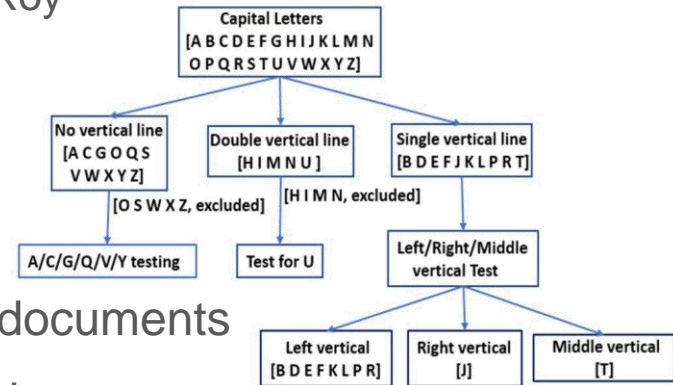 Roy
Capital Letters
[A B C D E F G H I J K L M N
O P Q R S T U V W X Y Z]
No vertical line
[A C G O Q S
V W X Y Z]
Double vertical line
[H I M N U ]
Single vertical line
[B D E F J K L P R T]
[O S W X Z, excluded]
[H I M N, excluded]
A/C/G/Q/V/Y testing
Test for U
Left/Right/Middle
vertical Test
documents
Left vertical
[B D E F K L P R]
Right vertical
[J]
Middle vertical
[T]